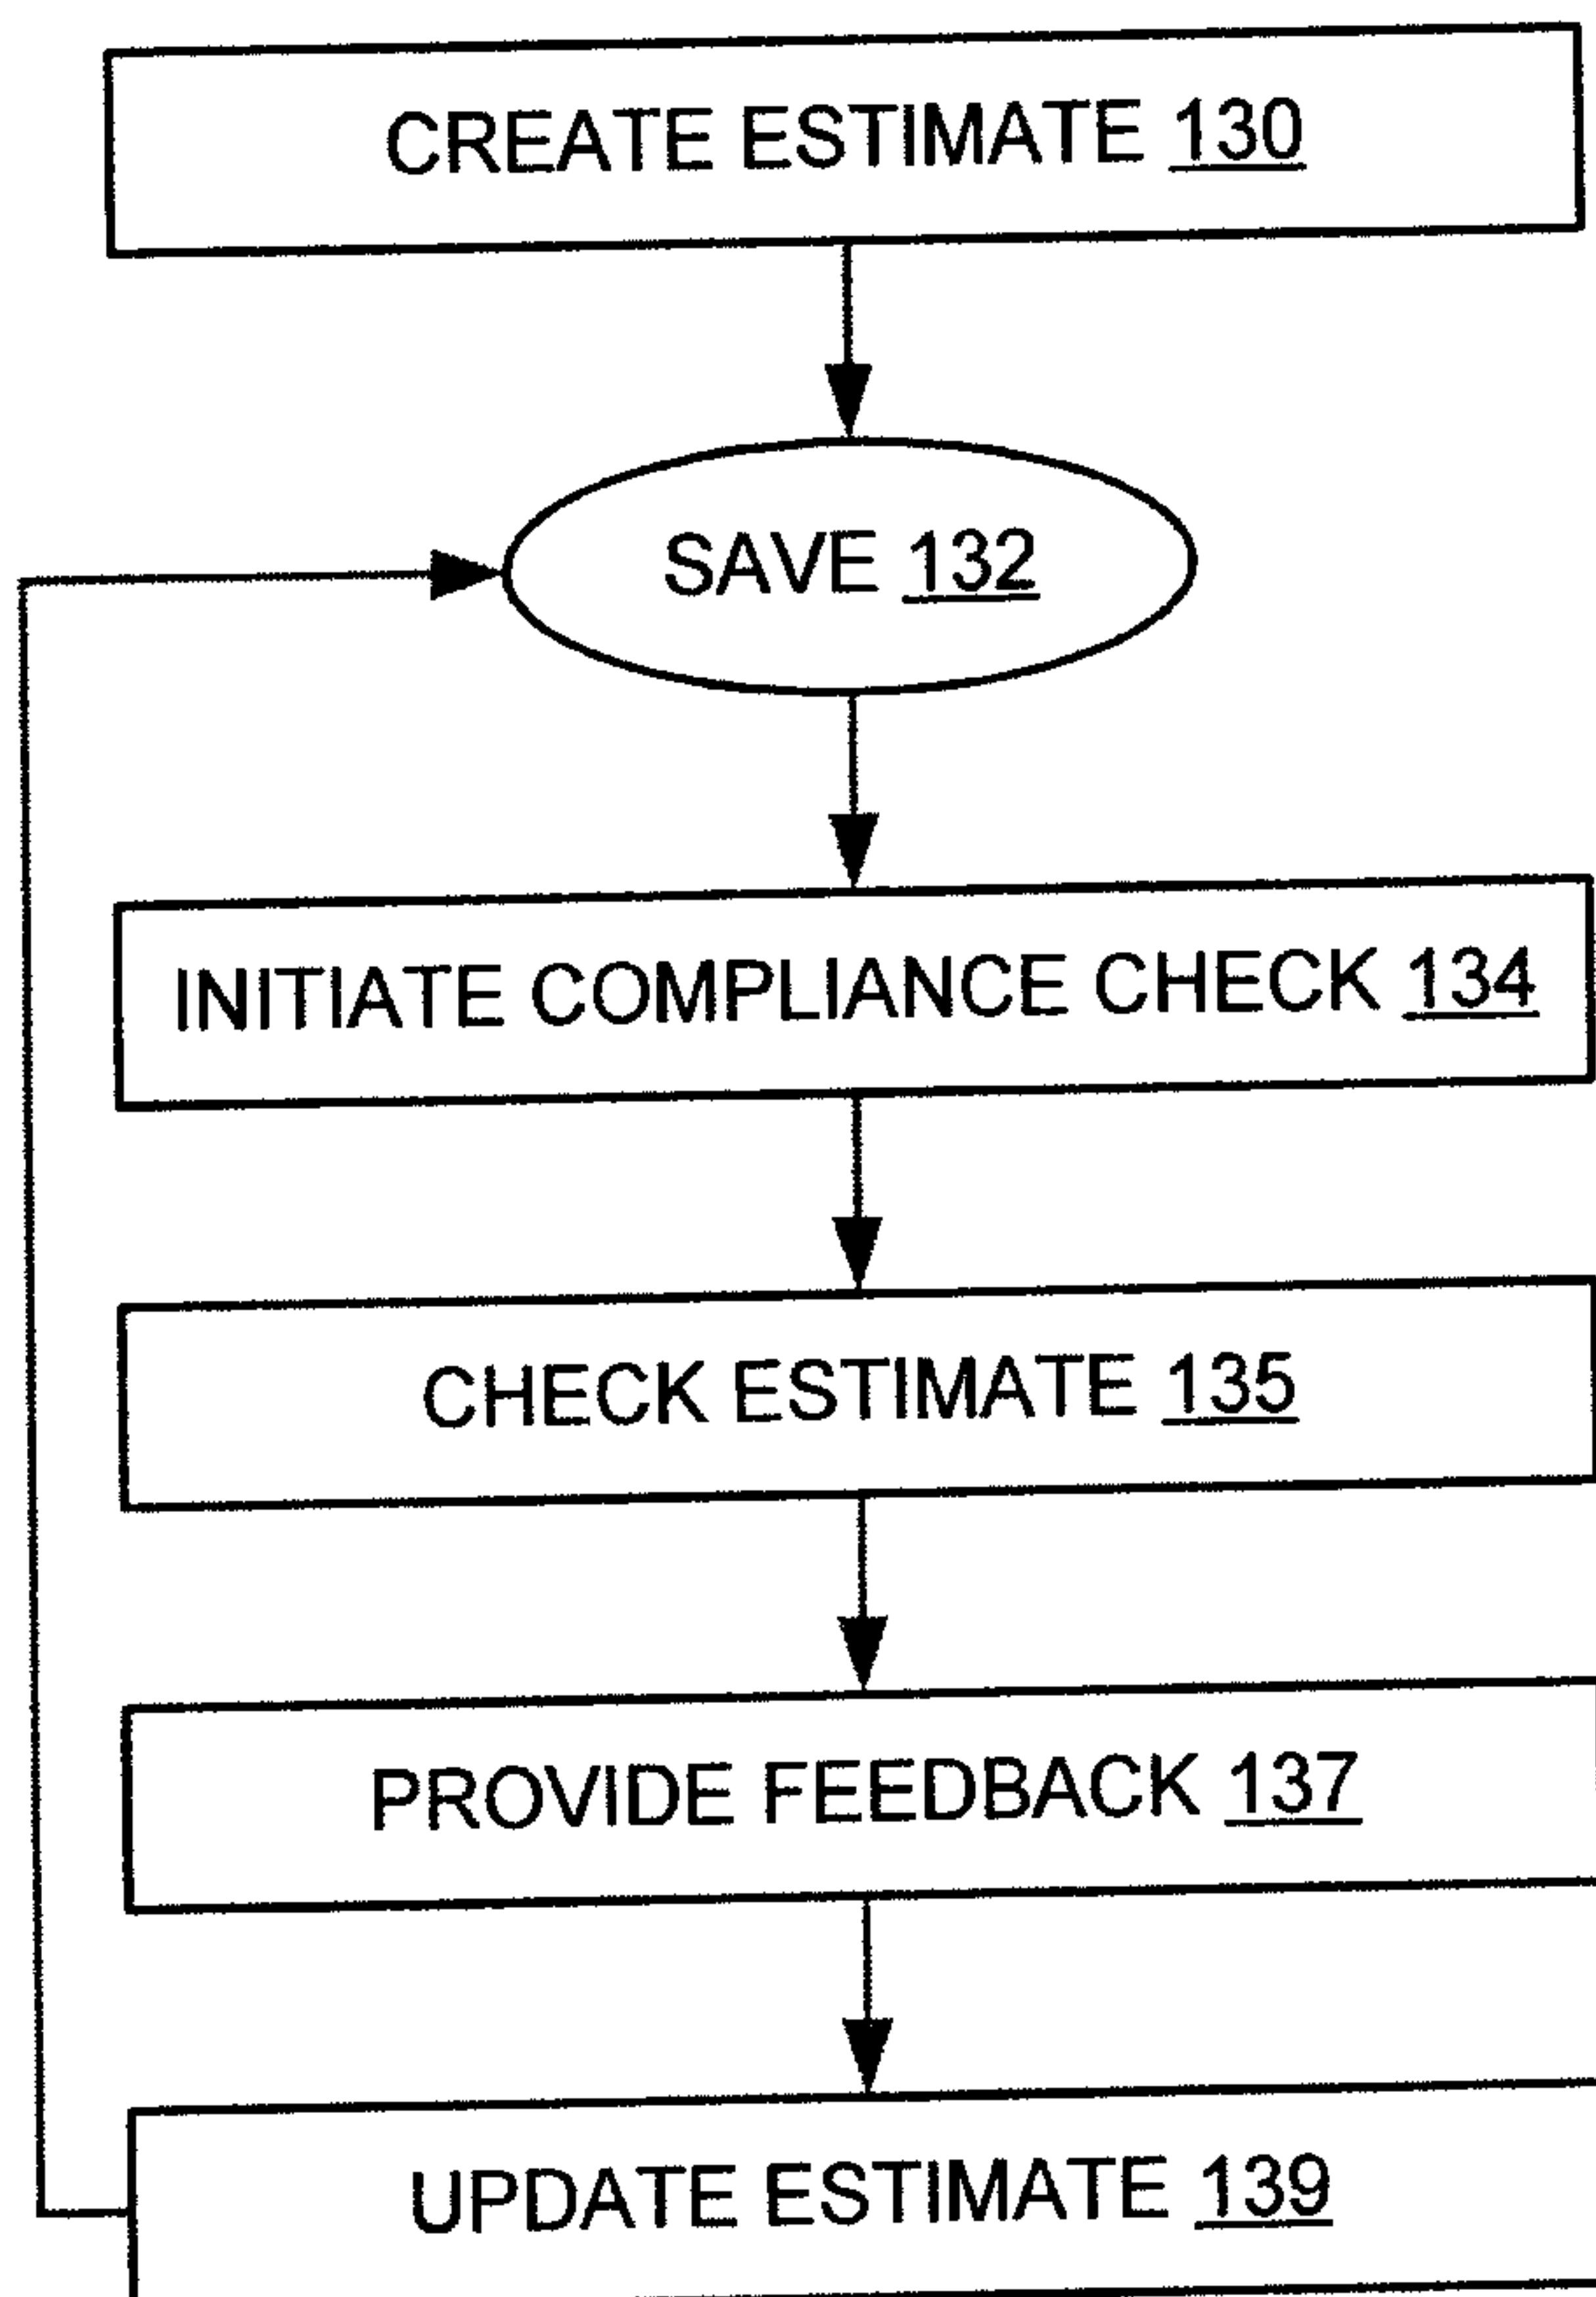 CREATE ESTIMATE 130
SAVE 132
INITIATE COMPLIANCE CHECK 134
CHECK ESTIMATE 135
PROVIDE FEEDBACK 137
UPDATE ESTIMATE 139